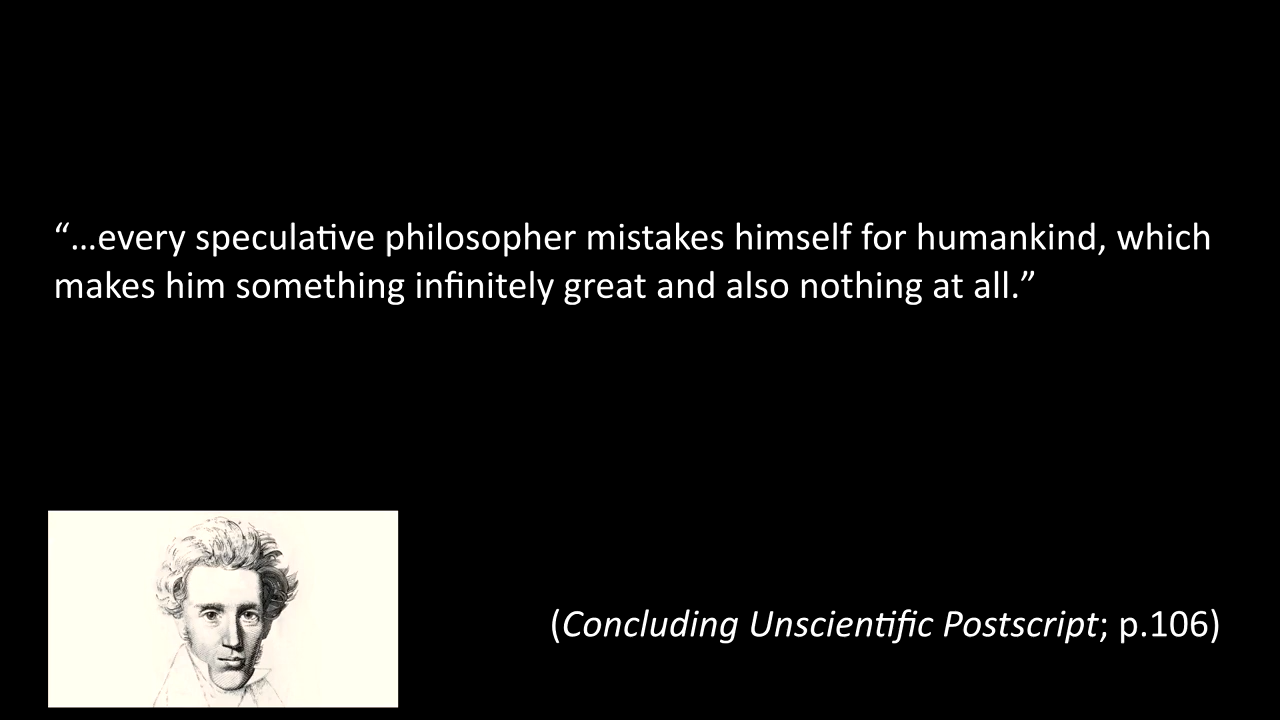 “…every speculative philosopher mistakes himself for humankind, which
makes him something infinitely great and also nothing at all.”
(Concluding Unscientific Postscript; p.106)